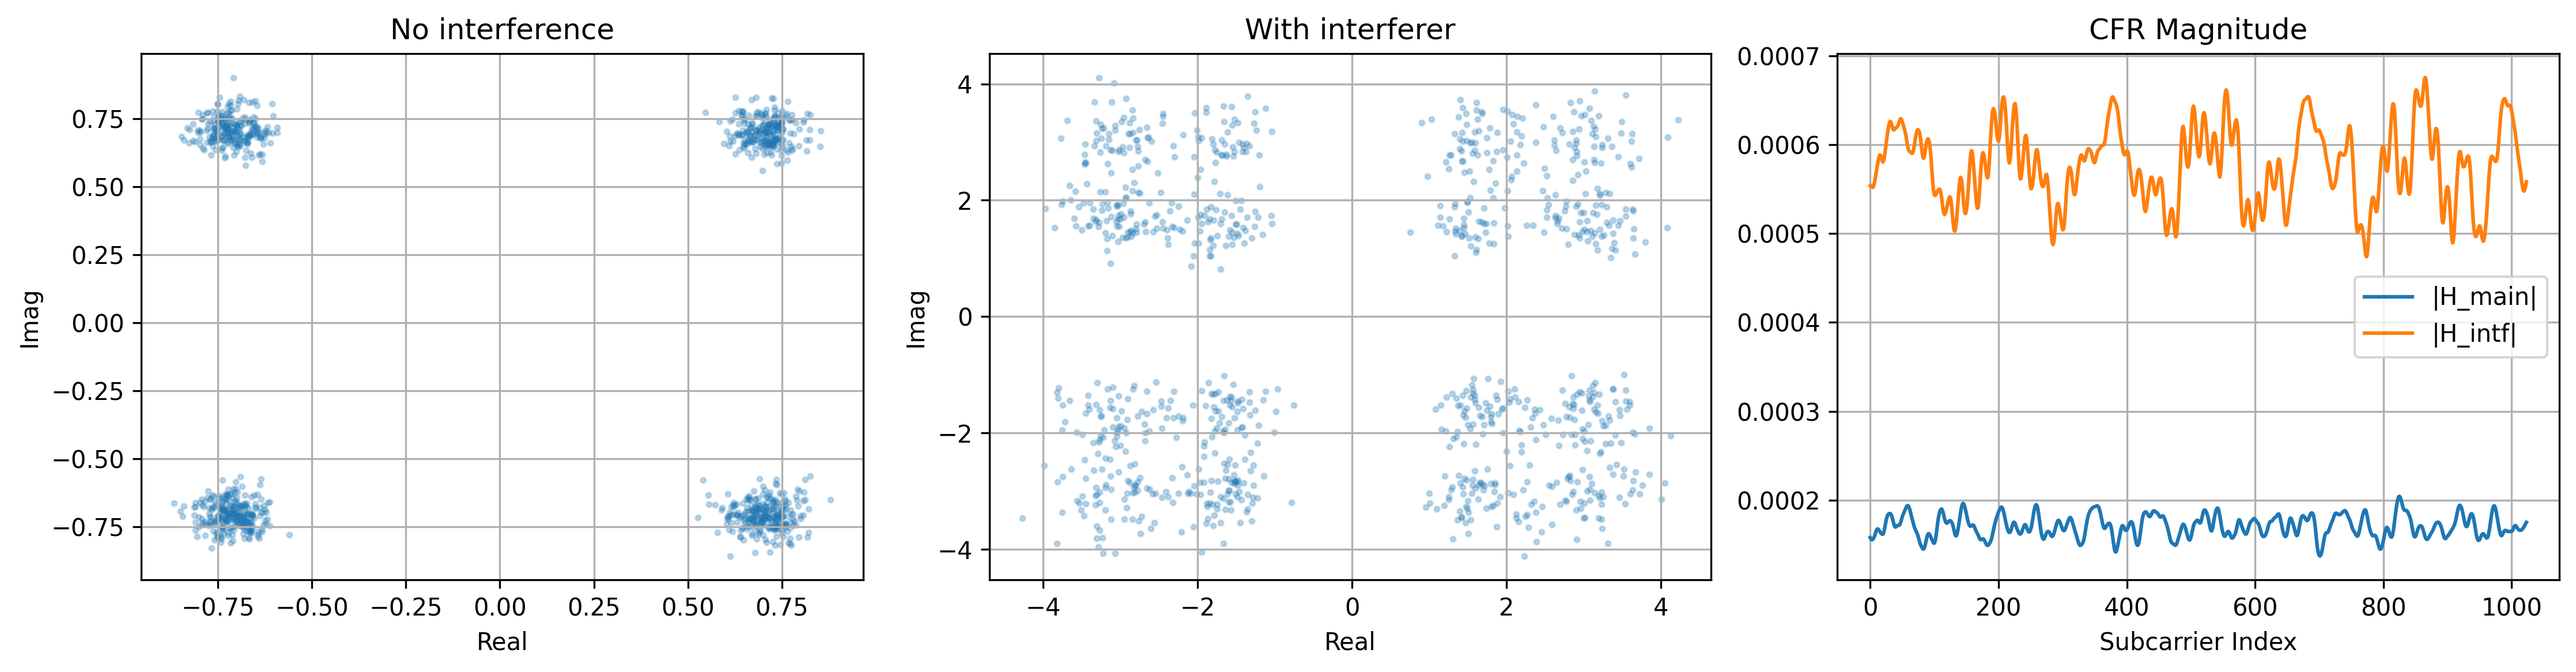 No interference
0.75
0.50
0.25
0.00
−0.25
−0.50
−0.75
Imag
−0.75 −0.50 −0.25 0.00 0.25 0.50 0.75
Real
With interferer
4
2
0
−2
−4
Imag
−4 −2 0 2 4
Real
CFR Magnitude
0.0007
0.0006
0.0005
0.0004
0.0003
0.0002
|H_main|
|H_intf|
0 200 400 600 800 1000
Subcarrier Index